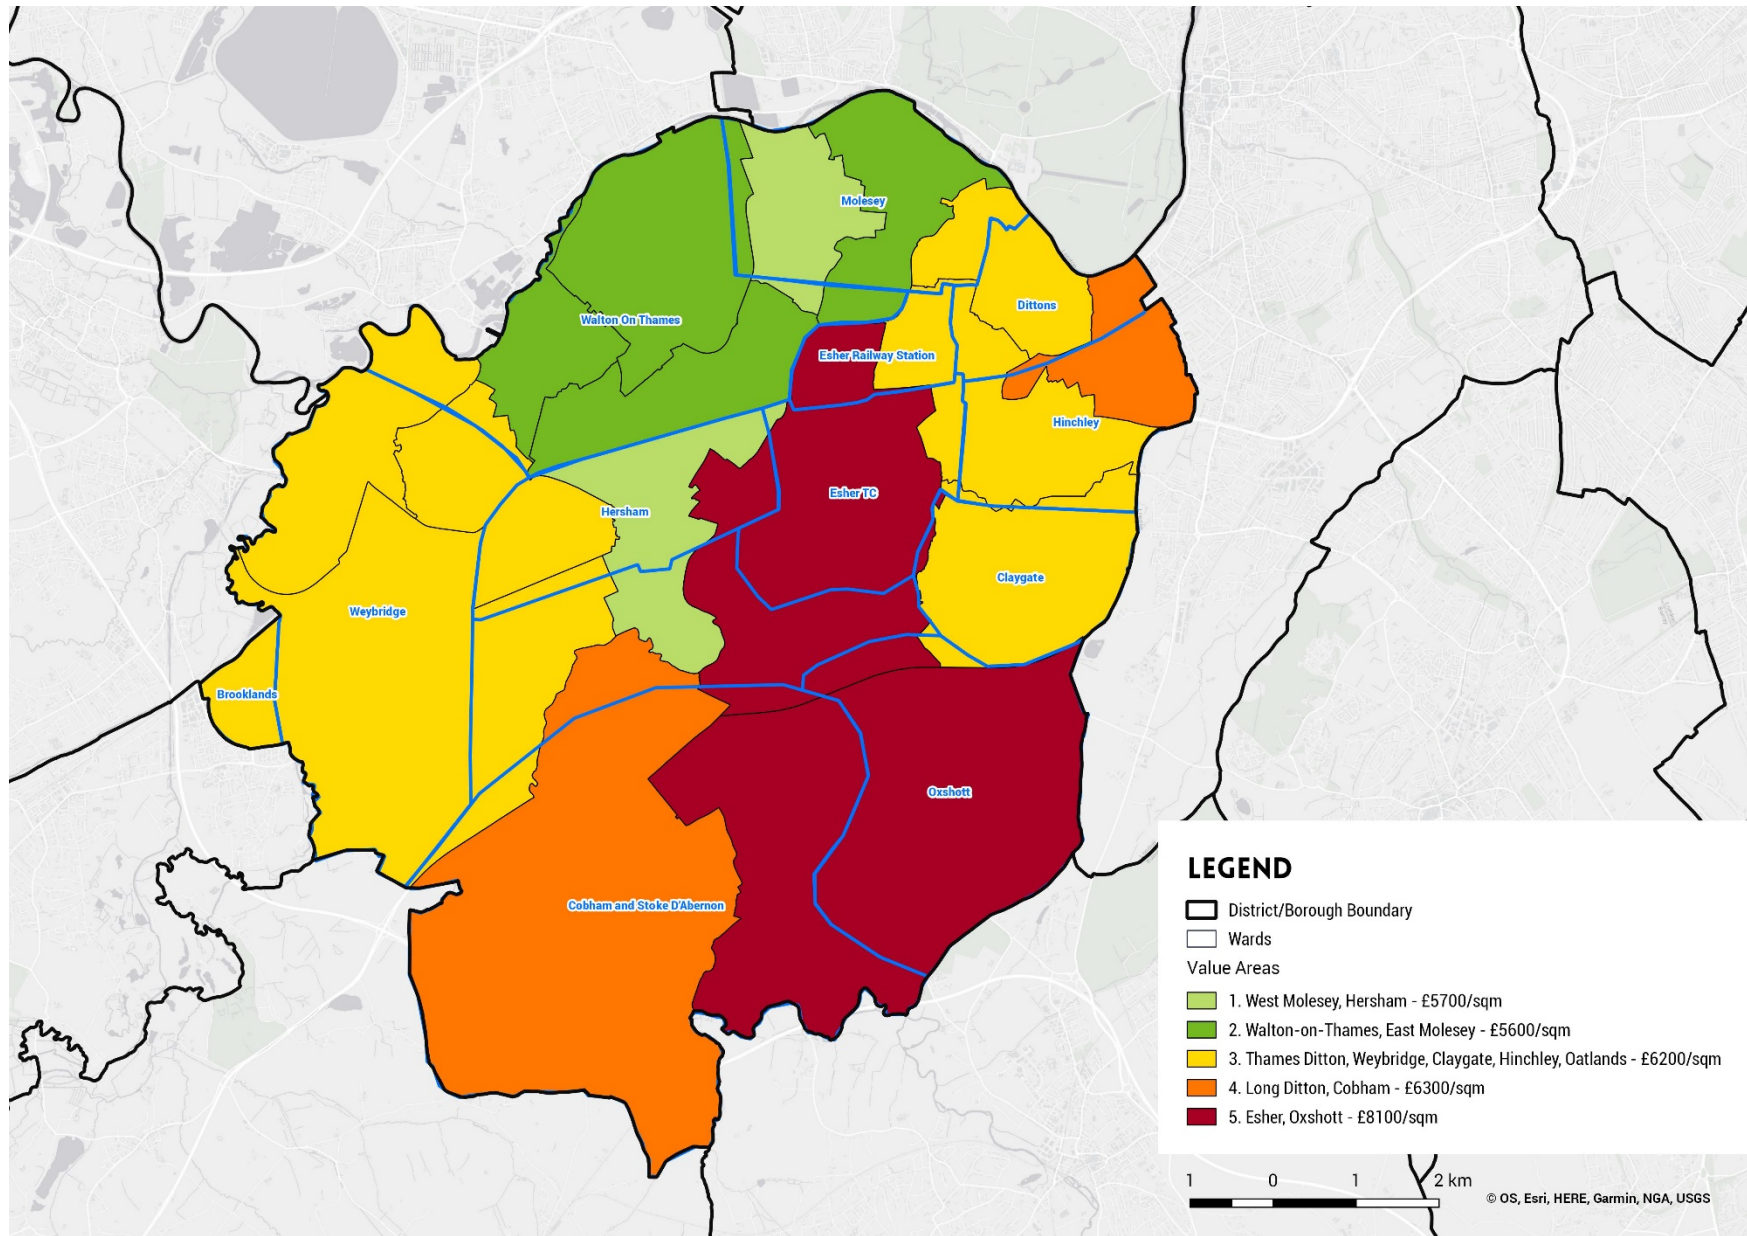 Molesey
Dittons
Walton On Thames
Esher Railway Station
Hinchley
Esher TC
Hersham
Claygate
Weybridge
Brooklands
Oxshott
Cobham and Stoke D'Abernon
LEGEND
District/Borough Boundary
Wards
Value Areas
1. West Molesey, Hersham - £5700/sqm
2. Walton-on-Thames, East Molesey - £5600/sqm
3. Thames Ditton, Weybridge, Claygate, Hinchley, Oatlands - £6200/sqm
4. Long Ditton, Cobham - £6300/sqm
5. Esher, Oxshott - £8100/sqm
1 0 1 2 km
© OS, Esri, HERE, Garmin, NGA, USGS